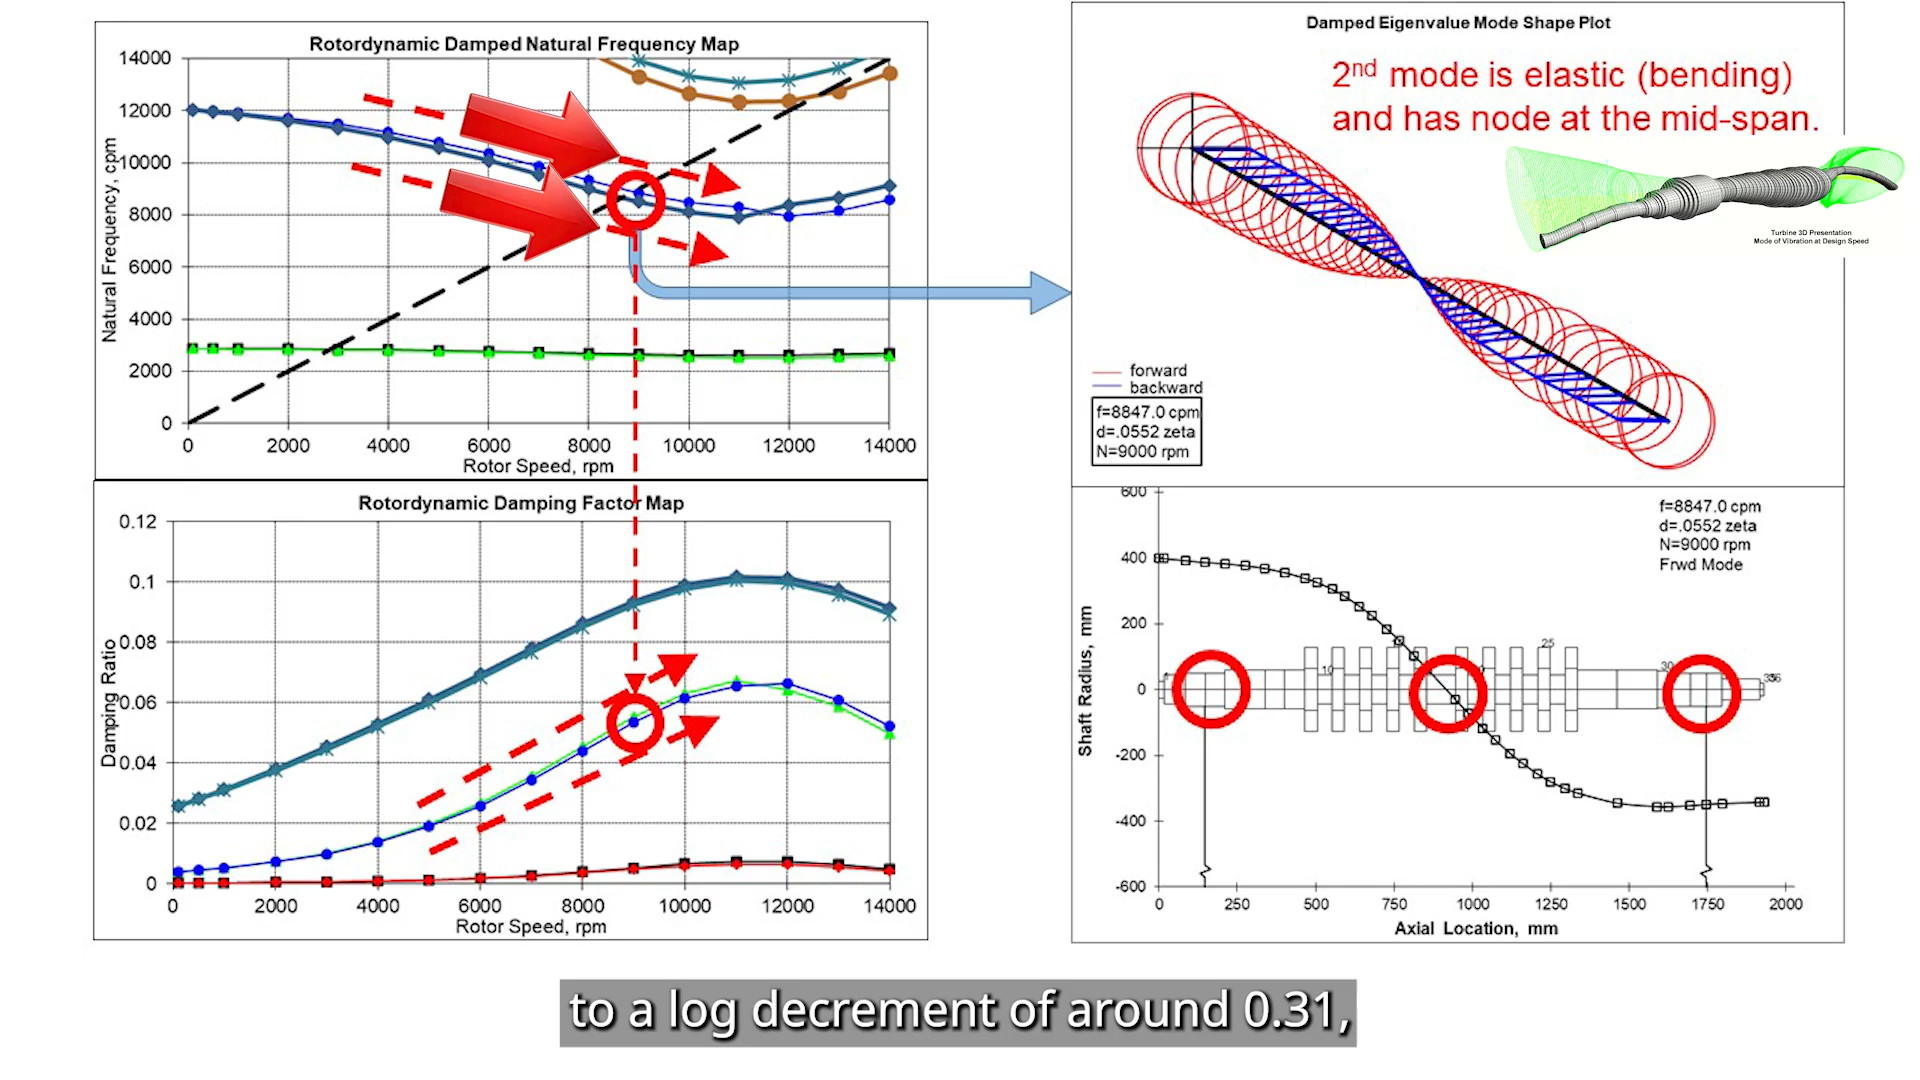 Rotordynamic Damped Natural Frequency Map
14000
12000
10000
8000
6000
4000
2000
0
Natural Frequency, cpm
0 2000 4000 6000 8000 10000 12000 14000
Rotor Speed, rpm
Rotordynamic Damping Factor Map
0.12
0.1
0.08
0.06
0.04
0.02
0
Damping Ratio
0 2000 4000 6000 8000 10000 12000 14000
Rotor Speed, rpm
Damped Eigenvalue Mode Shape Plot
2nd mode is elastic (bending)
and has node at the mid-span.
Turbine 3D Presentation
Mode of Vibration at Design Speed
forward
backward
f=8847.0 cpm
d=.0552 zeta
N=9000 rpm
f=8847.0 cpm
d=.0552 zeta
N=9000 rpm
Frwd Mode
600
400
200
0
-200
-400
-600
Shaft Radius, mm
10
25
30
0 250 500 750 1000 1250 1500 1750 2000
Axial Location, mm
to a log decrement of around 0.31,